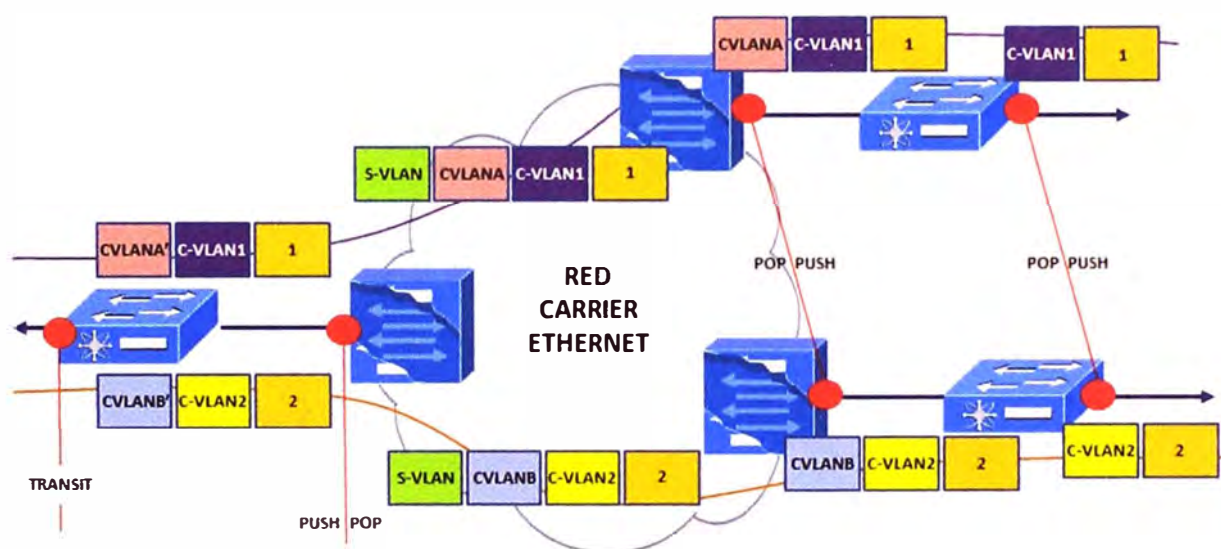 CVLANA C-VLAN1 1
C-VLAN1 1
S-VLAN CVLANA C-VLAN1 1
CVLANA' C-VLAN1 1
RED
CARRIER
ETHERNET
POP PUSH
POP PUSH
CVLANB' C-VLAN2 2
S-VLAN CVLANB C-VLAN2 2
CVLANB C-VLAN2 2
C-VLAN2 2
TRANSIT
PUSH POP